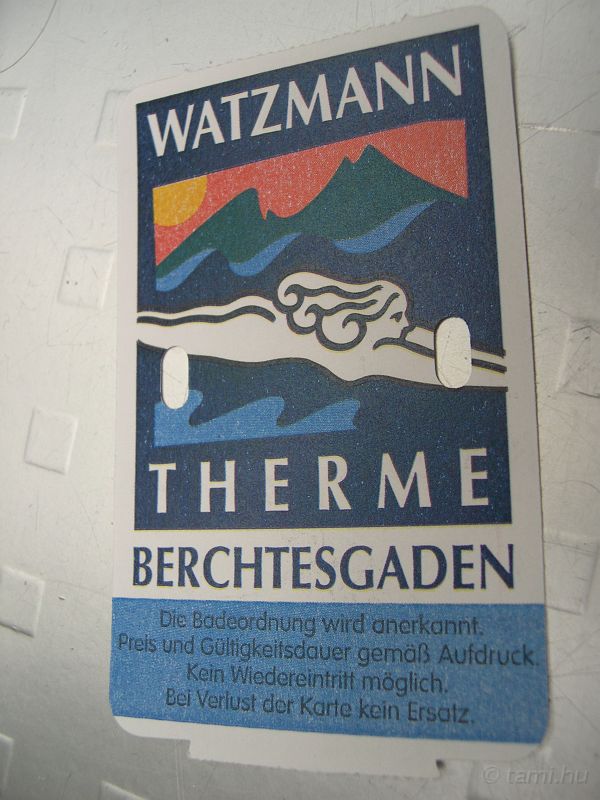 WATZMANN
THERME
BERCHTESGADEN
Die Badeordnung wird anerkannt.
Preis und Gültigkeitsdauer gemäß Aufdruck.
Kein Wiedereintritt möglich.
Bei Verlust der Karte kein Ersatz.
© tami.hu